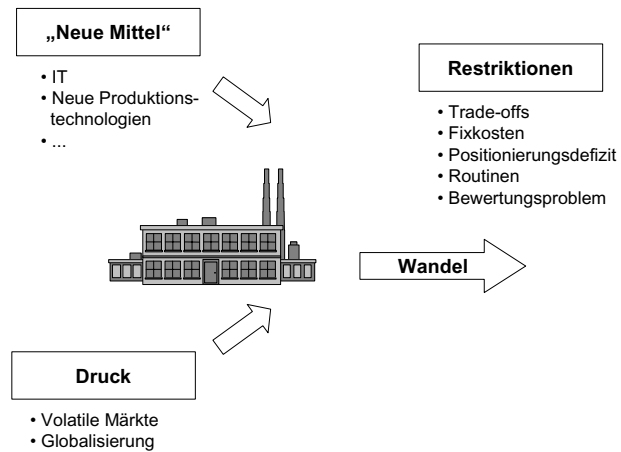 „Neue Mittel“
• IT
• Neue Produktions-
technologien
• ...
Restriktionen
• Trade-offs
• Fixkosten
• Positionierungsdefizit
• Routinen
• Bewertungsproblem
Wandel
Druck
• Volatile Märkte
• Globalisierung